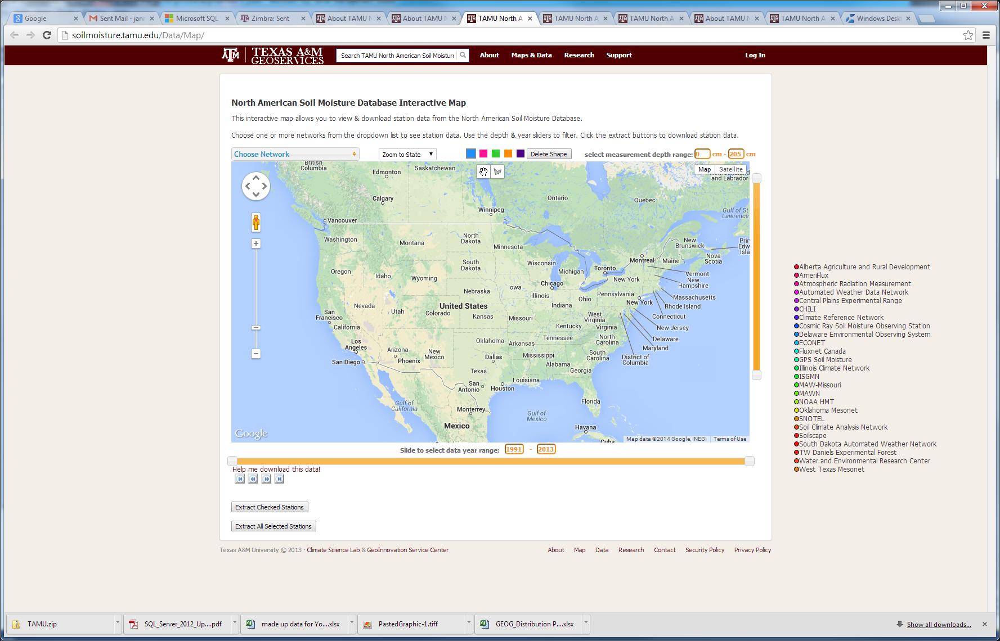 Google
Sent Mail - janr
Microsoft SQL
Zimbra: Sent
About TAMU N
About TAMU N
TAMU North A
TAMU North A
TAMU North A
About TAMU N
TAMU North A
Windows Desk
soilmoisture.tamu.edu/Data/Map/
ATM
TEXAS A&M
GEOSERVICES
Search TAMU North American Soil Moisture
About
Maps & Data
Research
Support
Log In
North American Soil Moisture Database Interactive Map
This interactive map allows you to view & download station data from the North American Soil Moisture Database.
Choose one or more networks from the dropdown list to see station data. Use the depth & year sliders to filter. Click the extract buttons to download station data.
Choose Network
Zoom to State
Delete Shape
select measurement depth range: 0 cm - 205 cm
Map
Satellite
British
Columbia
Edmonton
Saskatchewan
Newfoundland
and Labrador
Calgary
Ontario
Quebec
Winnipeg
Gulf of St
Lawrence
Vancouver
Washington
Montana
North
Dakota
Minnesota
New
Brunswick
Prin
Edw
Isla
Nova
Scotia
Montreal
Maine
South
Dakota
Wisconsin
Michigan
Toronto
Vermont
Oregon
Idaho
Wyoming
New York
New
Hampshire
Chicago
Iowa
Nebraska
Illinois
Ohio
Pennsylvania
Massachusetts
New York
Rhode Island
Nevada
Utah
United States
Colorado
Kansas
Indiana
San
Francisco
Missouri
West
Virginia
Connecticut
California
Kentucky
Virginia
New Jersey
Los
Angeles
Oklahoma
Arkansas
Tennessee
North
Carolina
Delaware
Maryland
Arizona
Phoenix
New
Mexico
Dallas
Mississippi
South
Carolina
District of
Columbia
San Diego
Texas
Alabama
Georgia
San
Antonio
Houston
Louisiana
Gulf of
California
Monterrey
Florida
Gulf of
Mexico
Mexico
Havana
Cuba
Google
Map data ©2014 Google, INEGI
Terms of Use
Slide to select data year range: 1991 - 2013
Help me download this data!
Extract Checked Stations
Extract All Selected Stations
Alberta Agriculture and Rural Development
AmeriFlux
Atmospheric Radiation Measurement
Automated Weather Data Network
Central Plains Experimental Range
CHILI
Climate Reference Network
Cosmic Ray Soil Moisture Observing Station
Delaware Environmental Observing System
ECONET
Fluxnet Canada
GPS Soil Moisture
Illinois Climate Network
ISGMN
MAW-Missouri
MAWN
NOAA HMT
Oklahoma Mesonet
SNOTEL
Soil Climate Analysis Network
Soilscape
South Dakota Automated Weather Network
TW Daniels Experimental Forest
Water and Environmental Research Center
West Texas Mesonet
Texas A&M University © 2013 · Climate Science Lab & GeoInnovation Service Center
About
Map
Data
Research
Contact
Security Policy
Privacy Policy
TAMU.zip
SQL_Server_2012_Up....pdf
made up data for Yo....xlsx
PastedGraphic-1.tiff
GEOG_Distribution P....xlsx
Show all downloads...